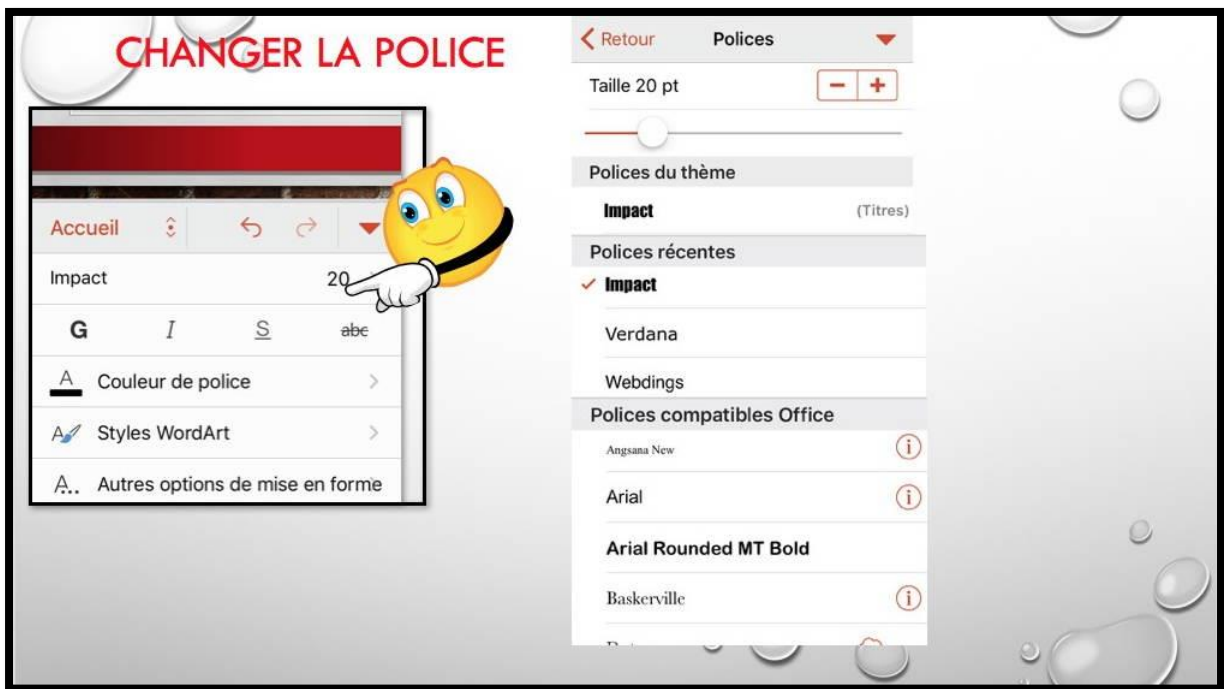 CHANGER LA POLICE
Accueil
Impact 20
G I S abc
A Couleur de police
A Styles WordArt
A... Autres options de mise en forme
Retour Polices
Taille 20 pt - +
Polices du thème
Impact (Titres)
Polices récentes
Impact
Verdana
Webdings
Polices compatibles Office
Angsana New i
Arial i
Arial Rounded MT Bold
Baskerville i